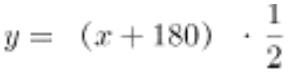 y = (x + 180) · 1/2